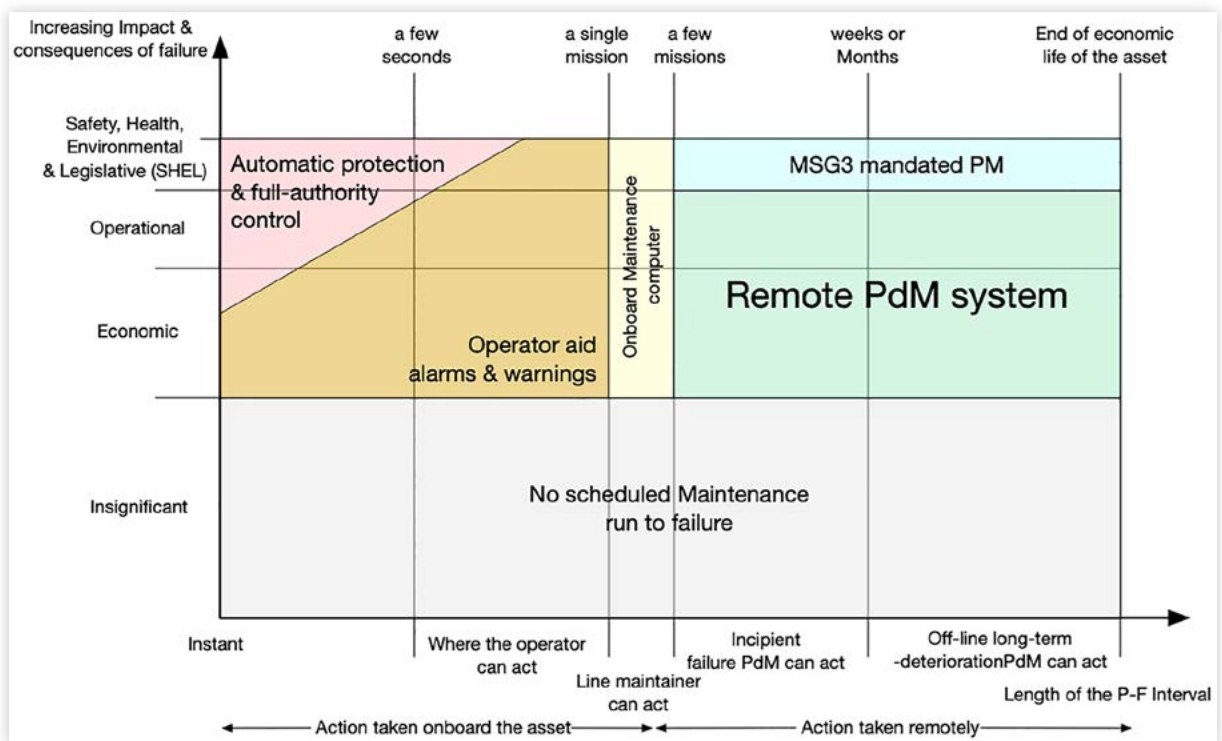 Increasing Impact &
consequences of failure
a few
seconds
a single
mission
a few
missions
weeks or
Months
End of economic
life of the asset
Safety, Health,
Environmental
& Legislative (SHEL)
Operational
Economic
Insignificant
Automatic protection
& full-authority
control
Operator aid
alarms & warnings
Onboard Maintenance
computer
MSG3 mandated PM
Remote PdM system
No scheduled Maintenance
run to failure
Instant
Where the operator
can act
Line maintainer
can act
Incipient
failure PdM can act
Off-line long-term
-deteriorationPdM can act
Length of the P-F Interval
Action taken onboard the asset
Action taken remotely